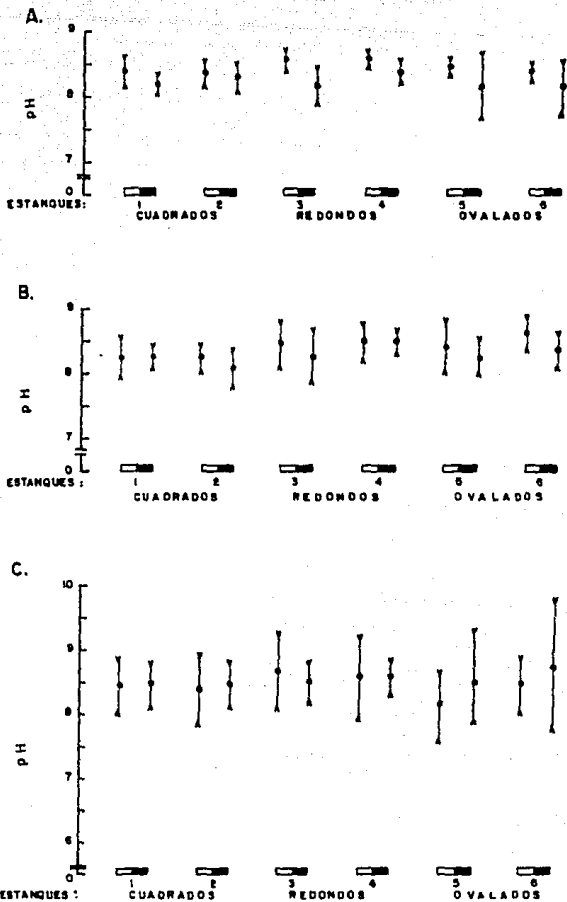 A.
9
8
7
0
pH
ESTANQUES: 1 2 3 4 5 6
CUADRADOS REDONDOS OVALADOS
B.
9
8
7
0
pH
ESTANQUES: 1 2 3 4 5 6
CUADRADOS REDONDOS OVALADOS
C.
10
9
8
7
6
0
pH
ESTANQUES: 1 2 3 4 5 6
CUADRADOS REDONDOS OVALADOS